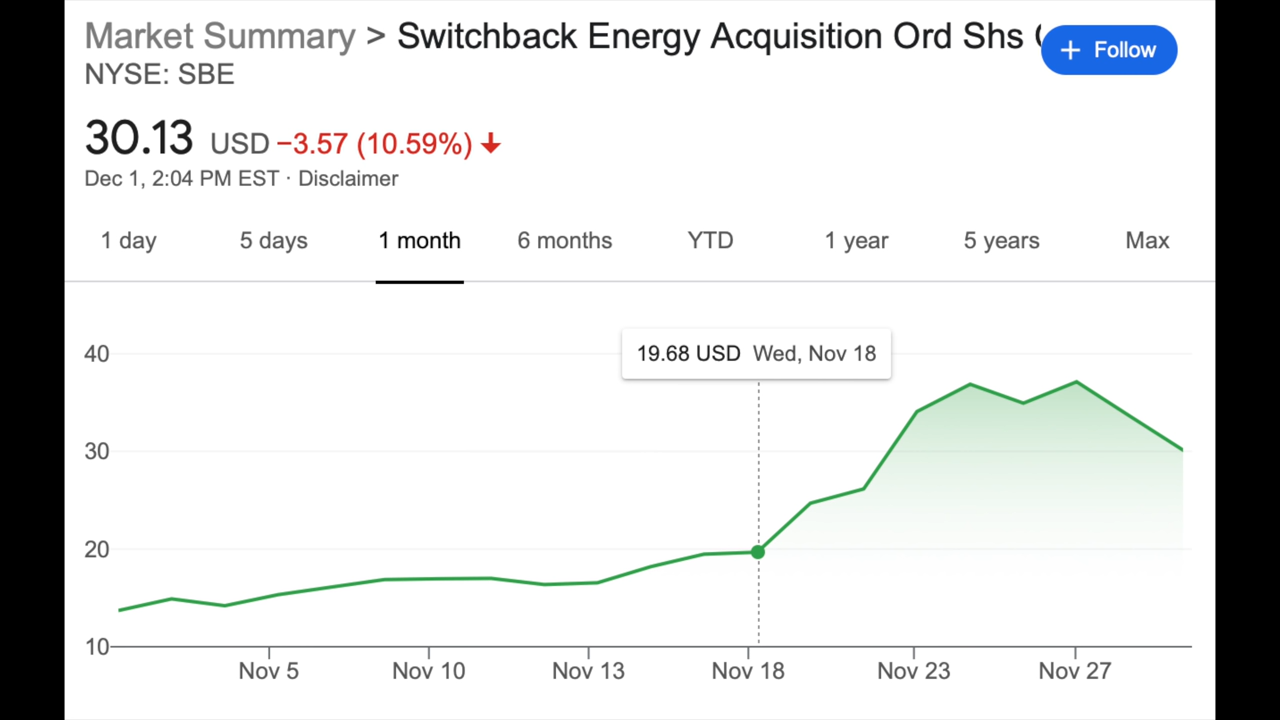 Market Summary > Switchback Energy Acquisition Ord Shs
+ Follow
NYSE: SBE
30.13 USD −3.57 (10.59%) ↓
Dec 1, 2:04 PM EST · Disclaimer
1 day 5 days 1 month 6 months YTD 1 year 5 years Max
19.68 USD Wed, Nov 18
40
30
20
10
Nov 5 Nov 10 Nov 13 Nov 18 Nov 23 Nov 27